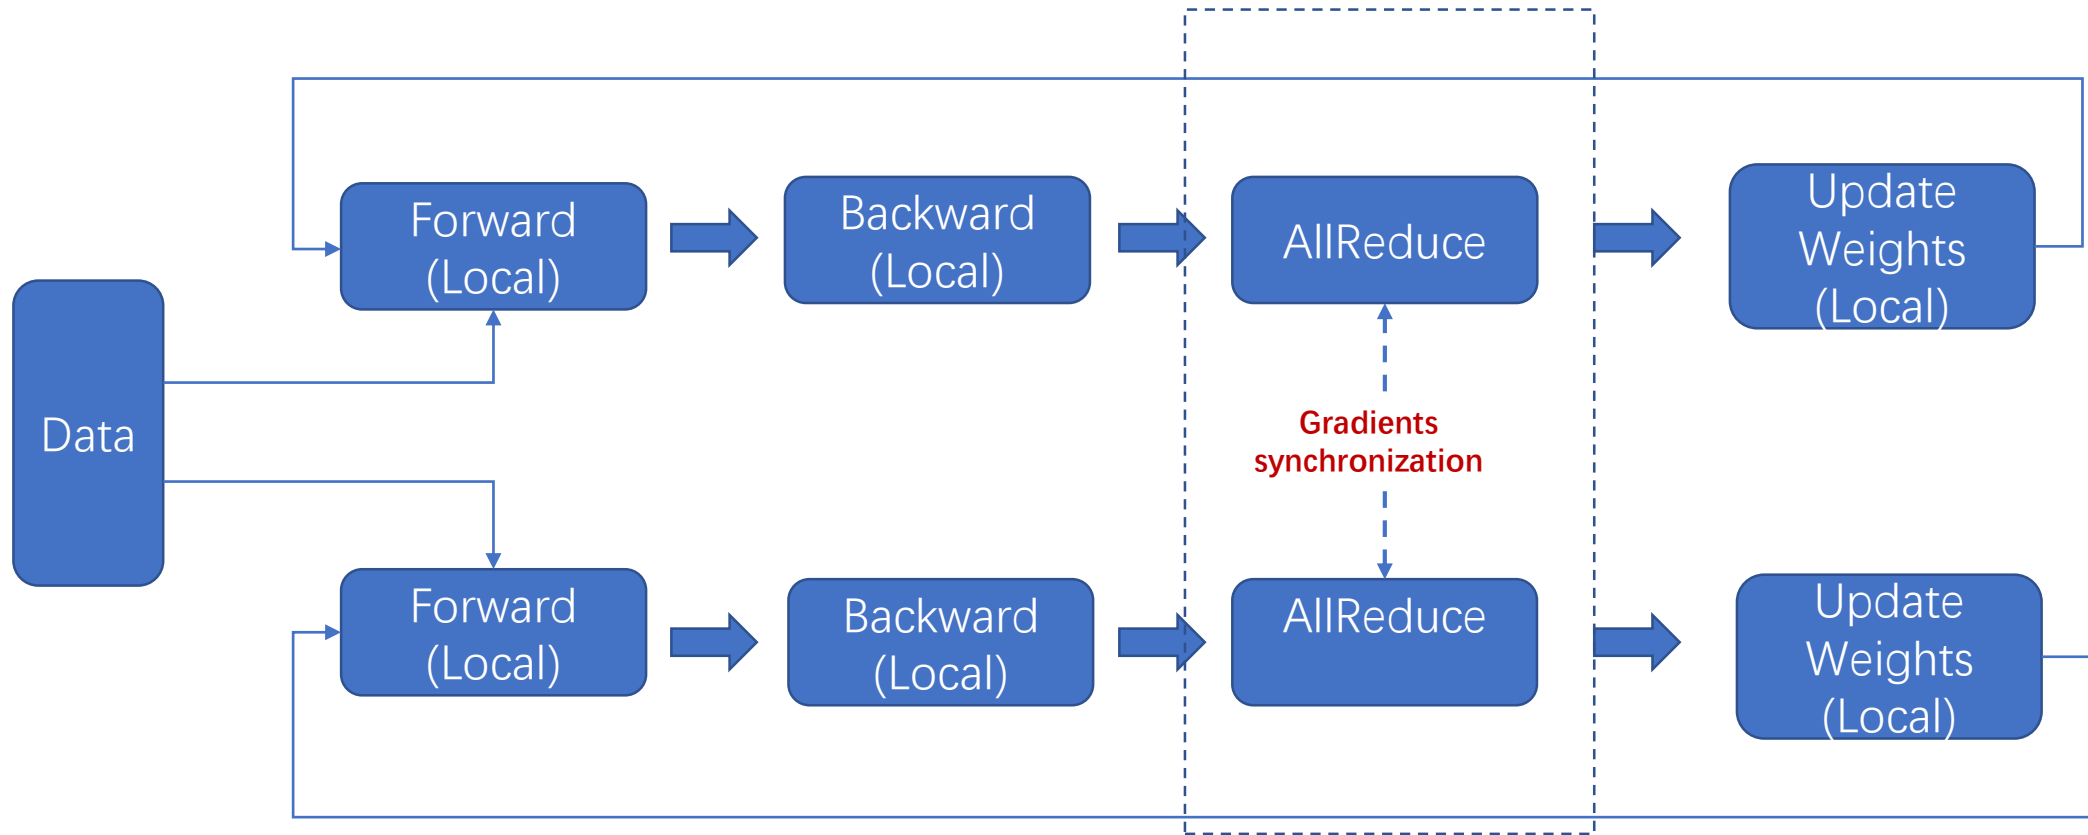 Data
Forward
(Local)
Backward
(Local)
AllReduce
Update
Weights
(Local)
Gradients
synchronization
Forward
(Local)
Backward
(Local)
AllReduce
Update
Weights
(Local)